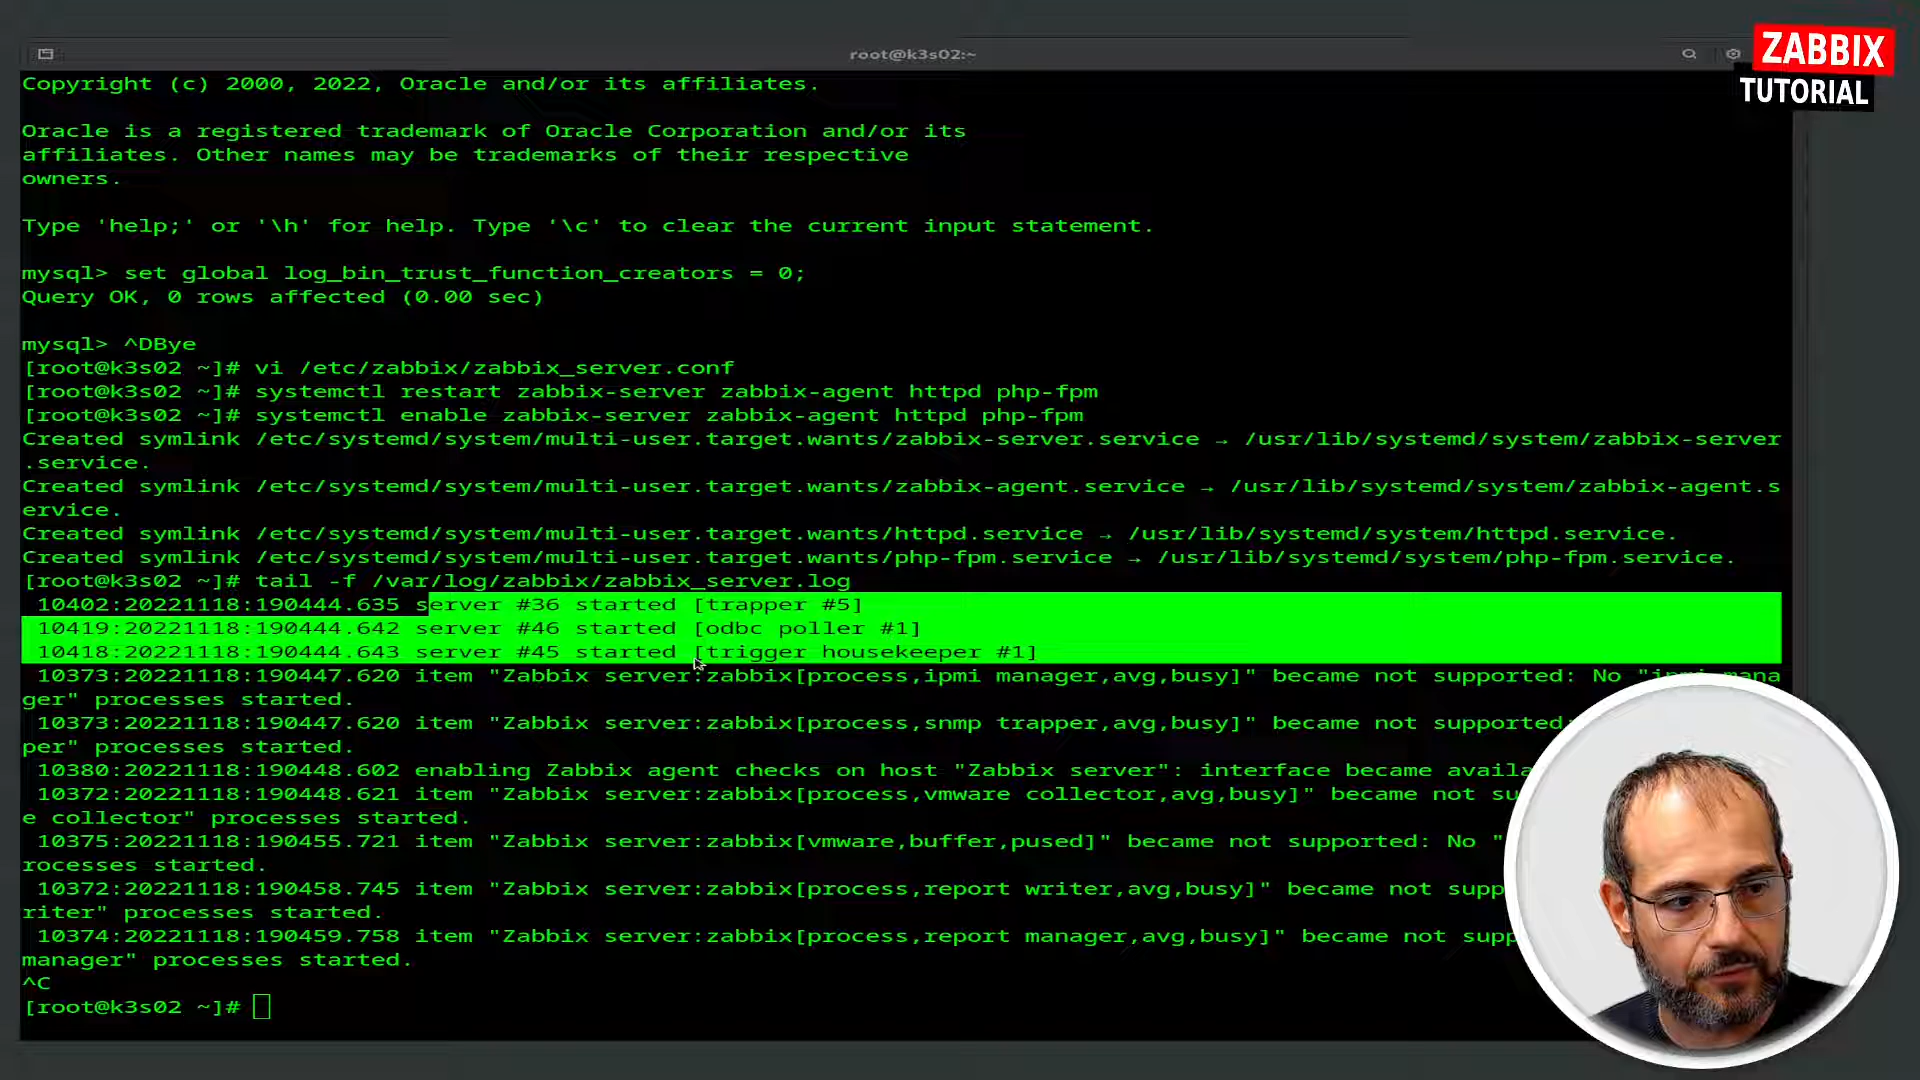 root@k3s02:~
ZABBIX
TUTORIAL
Copyright (c) 2000, 2022, Oracle and/or its affiliates.
Oracle is a registered trademark of Oracle Corporation and/or its
affiliates. Other names may be trademarks of their respective
owners.
Type 'help;' or '\h' for help. Type '\c' to clear the current input statement.
mysql> set global log_bin_trust_function_creators = 0;
Query OK, 0 rows affected (0.00 sec)
mysql> ^DBye
[root@k3s02 ~]# vi /etc/zabbix/zabbix_server.conf
[root@k3s02 ~]# systemctl restart zabbix-server zabbix-agent httpd php-fpm
[root@k3s02 ~]# systemctl enable zabbix-server zabbix-agent httpd php-fpm
Created symlink /etc/systemd/system/multi-user.target.wants/zabbix-server.service → /usr/lib/systemd/system/zabbix-server
.service.
Created symlink /etc/systemd/system/multi-user.target.wants/zabbix-agent.service → /usr/lib/systemd/system/zabbix-agent.s
ervice.
Created symlink /etc/systemd/system/multi-user.target.wants/httpd.service → /usr/lib/systemd/system/httpd.service.
Created symlink /etc/systemd/system/multi-user.target.wants/php-fpm.service → /usr/lib/systemd/system/php-fpm.service.
[root@k3s02 ~]# tail -f /var/log/zabbix/zabbix_server.log
10402:20221118:190444.635 server #36 started [trapper #5]
10419:20221118:190444.642 server #46 started [odbc poller #1]
10418:20221118:190444.643 server #45 started [trigger housekeeper #1]
10373:20221118:190447.620 item "Zabbix server:zabbix[process,ipmi manager,avg,busy]" became not supported: No "ipmi mana
ger" processes started.
10373:20221118:190447.620 item "Zabbix server:zabbix[process,snmp trapper,avg,busy]" became not supported:
per" processes started.
10380:20221118:190448.602 enabling Zabbix agent checks on host "Zabbix server": interface became availa
10372:20221118:190448.621 item "Zabbix server:zabbix[process,vmware collector,avg,busy]" became not su
e collector" processes started.
10375:20221118:190455.721 item "Zabbix server:zabbix[vmware,buffer,pused]" became not supported: No "
rocesses started.
10372:20221118:190458.745 item "Zabbix server:zabbix[process,report writer,avg,busy]" became not supp
riter" processes started.
10374:20221118:190459.758 item "Zabbix server:zabbix[process,report manager,avg,busy]" became not supp
manager" processes started.
^C
[root@k3s02 ~]#